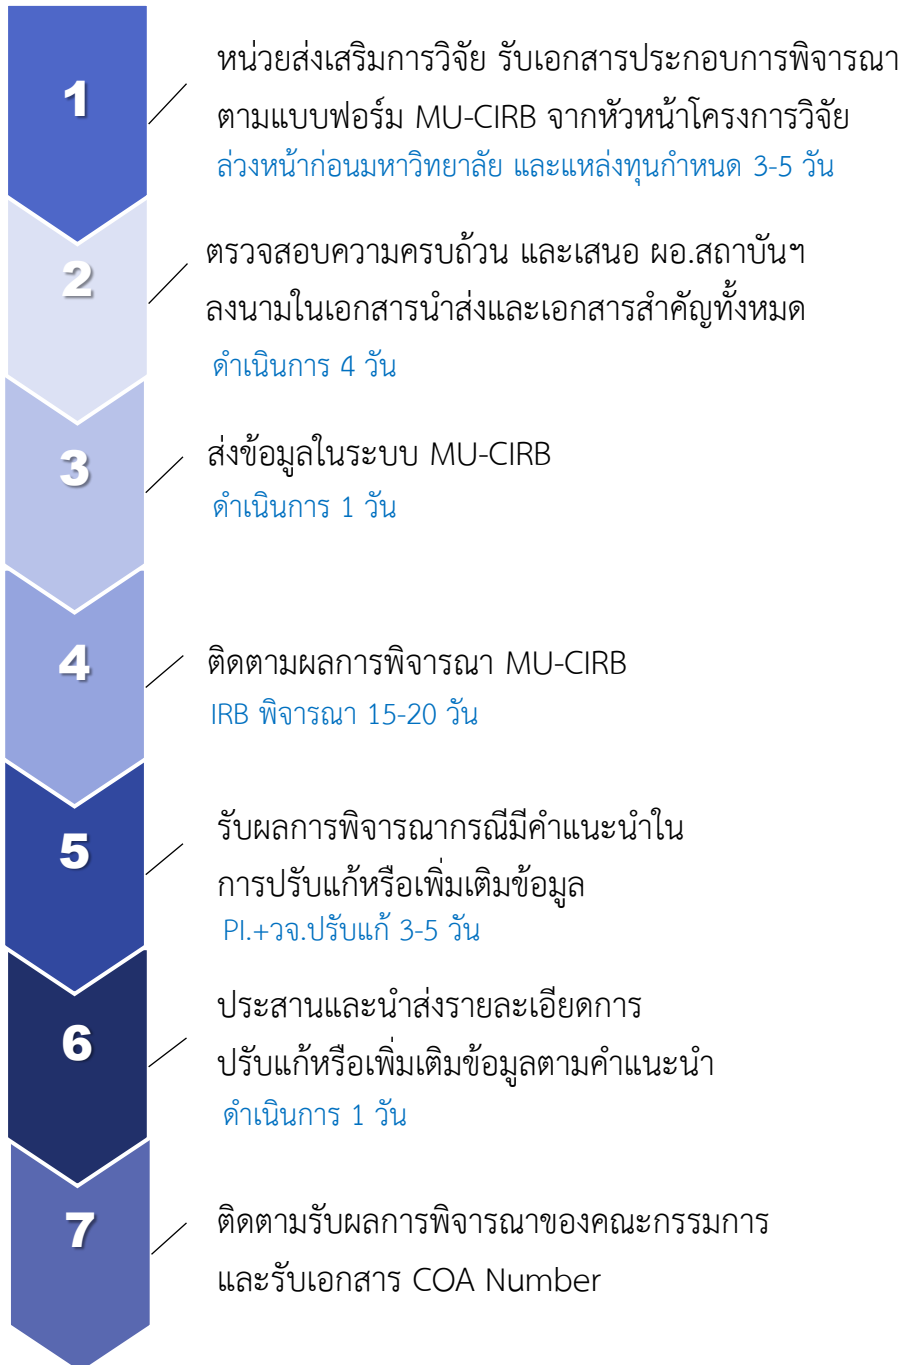 1
หน่วยส่งเสริมการวิจัย รับเอกสารประกอบการพิจารณา
ตามแบบฟอร์ม MU-CIRB จากหัวหน้าโครงการวิจัย
ล่วงหน้าก่อนมหาวิทยาลัย และแหล่งทุนกำหนด 3-5 วัน
2
ตรวจสอบความครบถ้วน และเสนอ ผอ.สถาบันฯ
ลงนามในเอกสารนำส่งและเอกสารสำคัญทั้งหมด
ดำเนินการ 4 วัน
3
ส่งข้อมูลในระบบ MU-CIRB
ดำเนินการ 1 วัน
4
ติดตามผลการพิจารณา MU-CIRB
IRB พิจารณา 15-20 วัน
5
รับผลการพิจารณากรณีมีคำแนะนำใน
การปรับแก้หรือเพิ่มเติมข้อมูล
PI.+วจ.ปรับแก้ 3-5 วัน
6
ประสานและนำส่งรายละเอียดการ
ปรับแก้หรือเพิ่มเติมข้อมูลตามคำแนะนำ
ดำเนินการ 1 วัน
7
ติดตามรับผลการพิจารณาของคณะกรรมการ
และรับเอกสาร COA Number